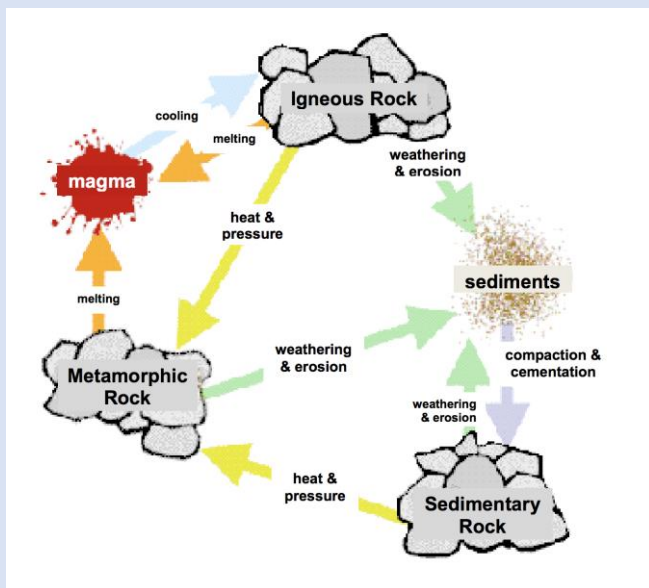 Igneous Rock
cooling
melting
weathering
& erosion
magma
heat &
pressure
sediments
melting
weathering
& erosion
compaction &
cementation
Metamorphic
Rock
weathering
& erosion
heat &
pressure
Sedimentary
Rock